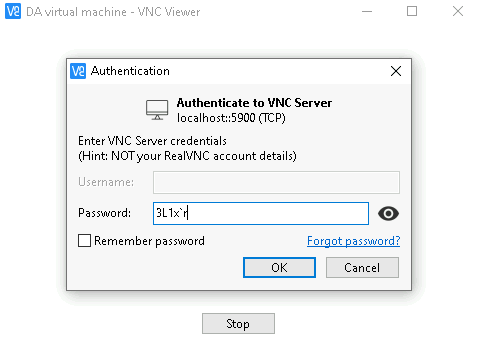 DA virtual machine - VNC Viewer
Authentication
Authenticate to VNC Server
localhost::5900 (TCP)
Enter VNC Server credentials
(Hint: NOT your RealVNC account details)
Username:
Password: 3L1x`r
Remember password Forgot password?
OK Cancel
Stop